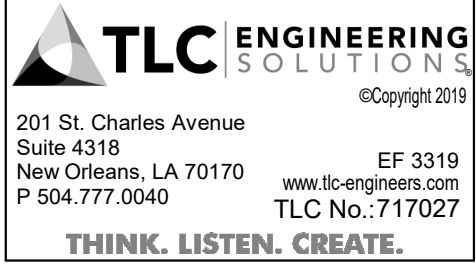 TLC ENGINEERING
SOLUTIONS®
©Copyright 2019
201 St. Charles Avenue
Suite 4318
New Orleans, LA 70170
P 504.777.0040
EF 3319
www.tlc-engineers.com
TLC No.:717027
THINK. LISTEN. CREATE.